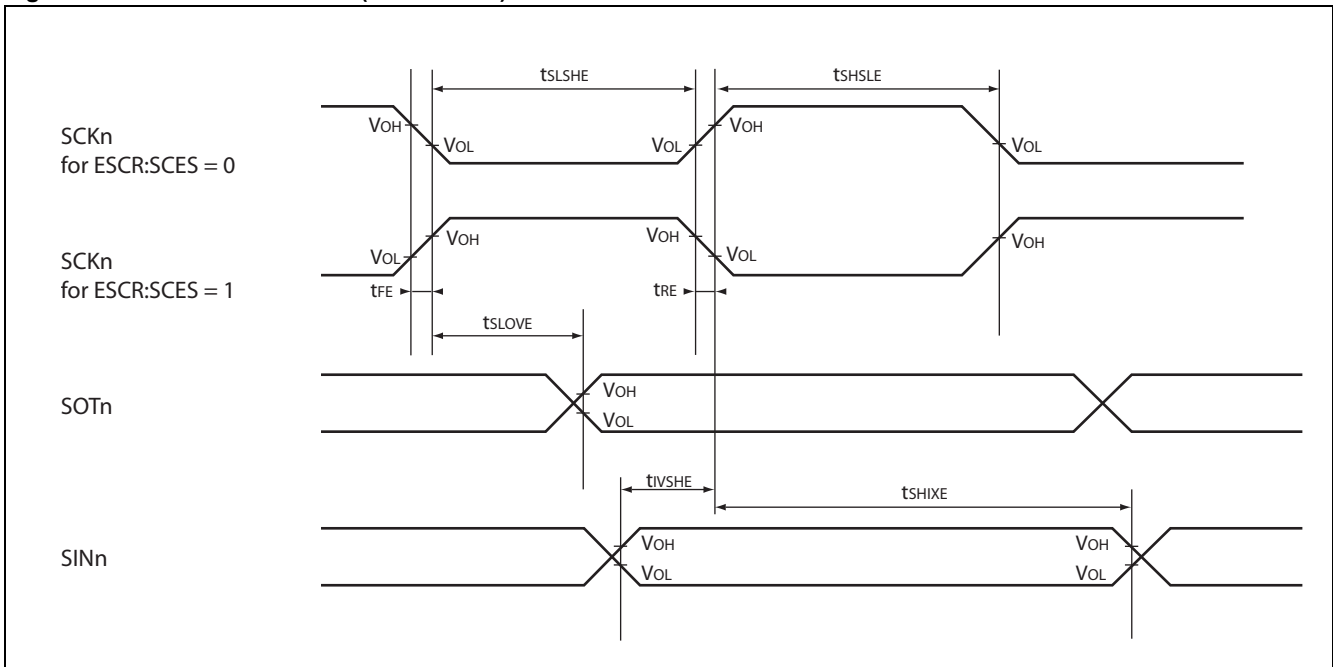 tSLSHE tSHSLE
SCKn
for ESCR:SCES = 0
VOH VOL VOL VOH VOL
SCKn
for ESCR:SCES = 1
VOL VOH VOH VOL VOH
tFE tRE
tSLOVE
SOTn
VOH
VOL
tIVSHE tSHIXE
SINn
VOH VOH
VOL VOL